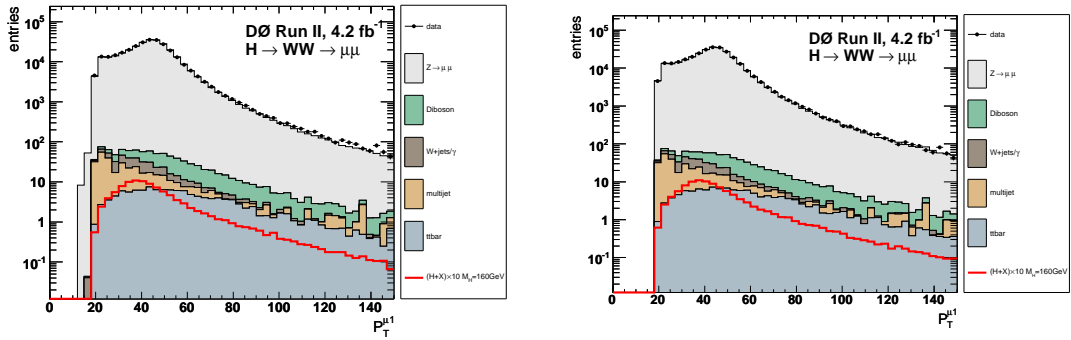 entries
10^5
10^4
10^3
10^2
10
1
10^-1
0 20 40 60 80 100 120 140
P_T^μ1
DØ Run II, 4.2 fb^-1
H → WW → μμ
data
Z→μ μ
Diboson
W+jets/γ
multijet
ttbar
(H+X)×10 M_H=160GeV
entries
10^5
10^4
10^3
10^2
10
1
10^-1
0 20 40 60 80 100 120 140
P_T^μ1
DØ Run II, 4.2 fb^-1
H → WW → μμ
data
Z→μ μ
Diboson
W+jets/γ
multijet
ttbar
(H+X)×10 M_H=160GeV